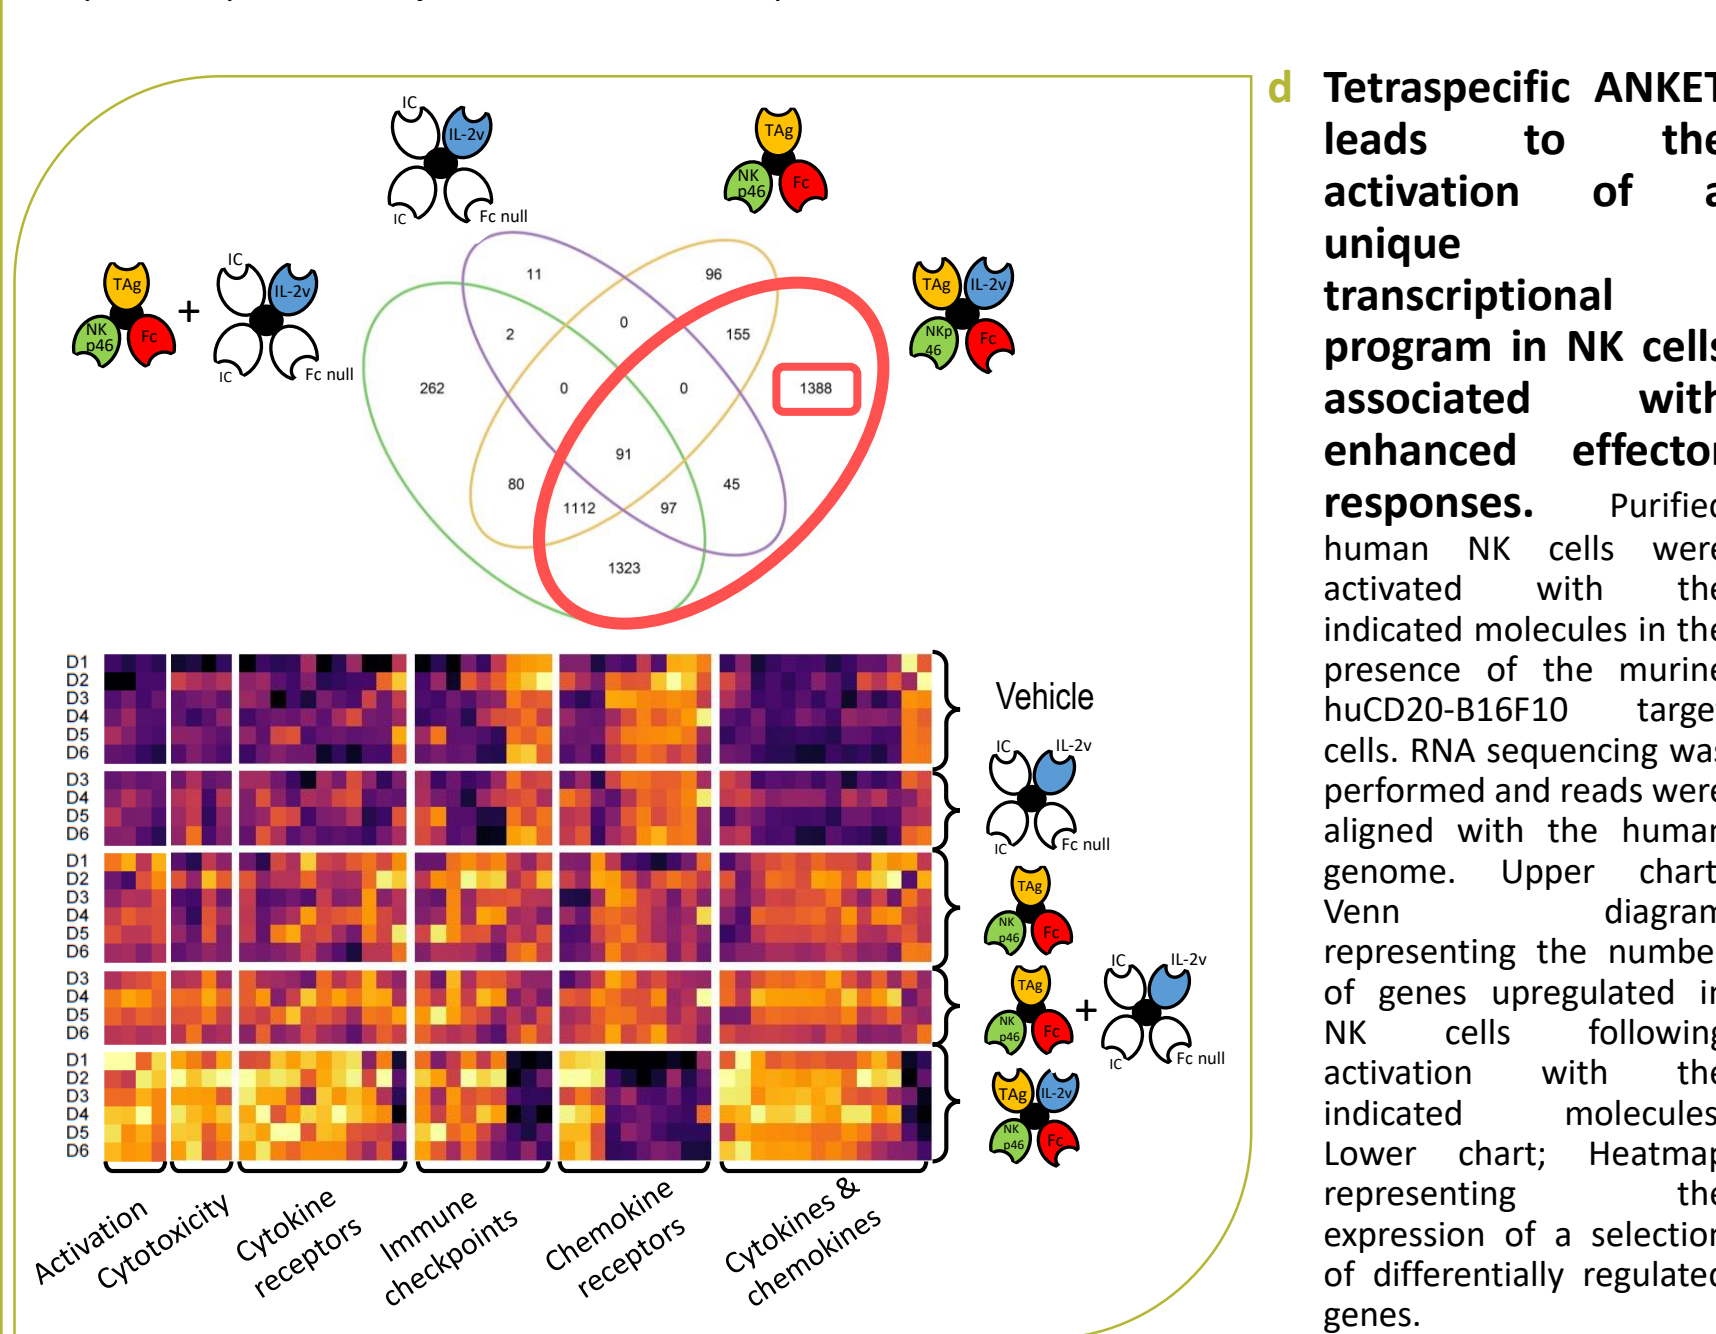 IC
IL-2v
IC
Fc null
TAg
NK
p46
Fc
TAg
NK
p46
Fc
+
IC
IL-2v
IC
Fc null
TAg
IL-2v
NKp
46
Fc
11
96
2
0
155
262
0
0
1388
91
80
45
1112
97
1323
D1
D2
D3
D4
D5
D6
D3
D4
D5
D6
D1
D2
D3
D4
D5
D6
D3
D4
D5
D6
D1
D2
D3
D4
D5
D6
Vehicle
IC
IL-2v
IC
Fc null
TAg
NK
p46
Fc
TAg
NK
p46
Fc
+
IC
IL-2v
IC
Fc null
TAg
IL-2v
NK
p46
Fc
Activation
Cytotoxicity
Cytokine
receptors
Immune
checkpoints
Chemokine
receptors
Cytokines &
chemokines
d Tetraspecific ANKET
leads to the
activation of a
unique
transcriptional
program in NK cells
associated with
enhanced effector
responses. Purified
human NK cells were
activated with the
indicated molecules in the
presence of the murine
huCD20-B16F10 target
cells. RNA sequencing was
performed and reads were
aligned with the human
genome. Upper chart
Venn diagram
representing the number
of genes upregulated in
NK cells following
activation with the
indicated molecules
Lower chart; Heatmap
representing the
expression of a selection
of differentially regulated
genes.